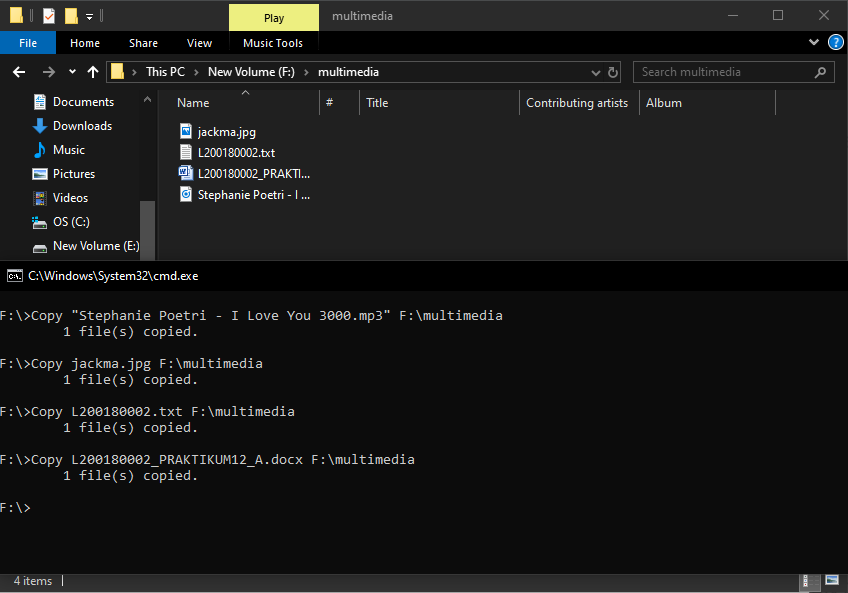 Play multimedia
File Home Share View Music Tools
This PC New Volume (F:) multimedia Search multimedia
Name # Title Contributing artists Album
Documents
Downloads
Music
Pictures
Videos
OS (C:)
New Volume (E:)
jackma.jpg
L200180002.txt
L200180002_PRAKTI...
Stephanie Poetri - I ...
C:\Windows\System32\cmd.exe
F:\>Copy "Stephanie Poetri - I Love You 3000.mp3" F:\multimedia
1 file(s) copied.
F:\>Copy jackma.jpg F:\multimedia
1 file(s) copied.
F:\>Copy L200180002.txt F:\multimedia
1 file(s) copied.
F:\>Copy L200180002_PRAKTIKUM12_A.docx F:\multimedia
1 file(s) copied.
F:\>
4 items